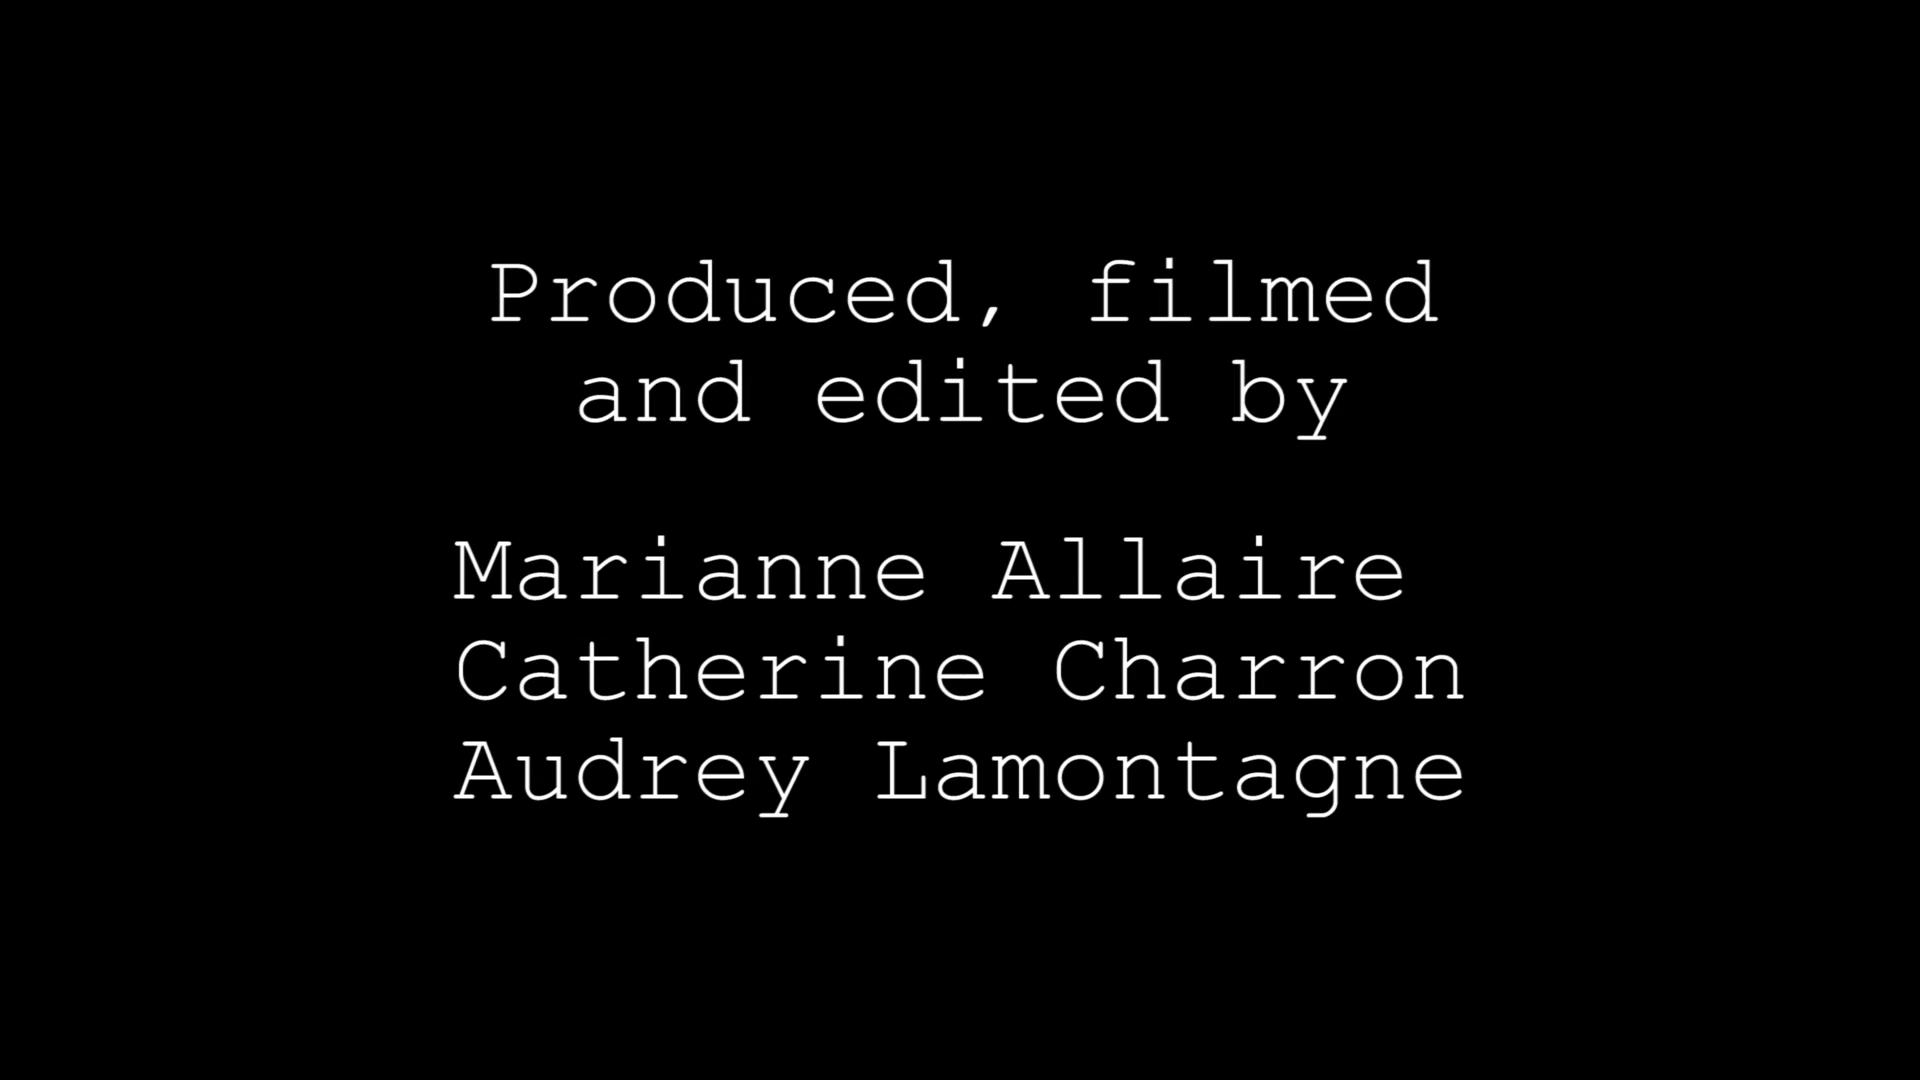 Produced, filmed
and edited by
Marianne Allaire
Catherine Charron
Audrey Lamontagne